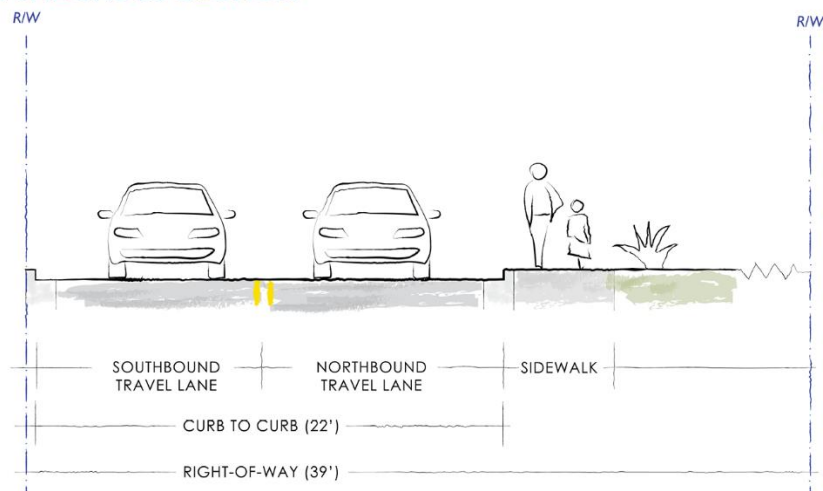 R/W
R/W
SOUTHBOUND
TRAVEL LANE
NORTHBOUND
TRAVEL LANE
SIDEWALK
CURB TO CURB (22')
RIGHT-OF-WAY (39')